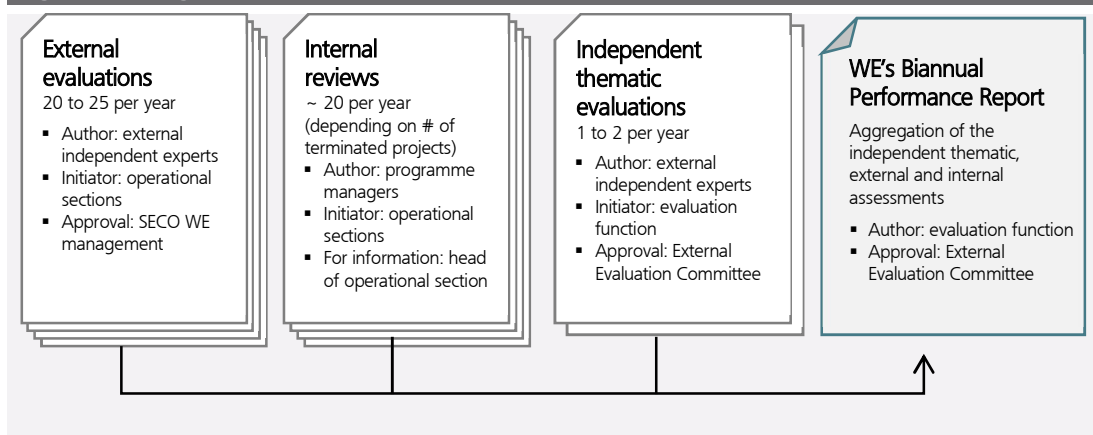 External
evaluations
20 to 25 per year
▪ Author: external
independent experts
▪ Initiator: operational
sections
▪ Approval: SECO WE
management
Internal
reviews
~ 20 per year
(depending on # of
terminated projects)
▪ Author: programme
managers
▪ Initiator: operational
sections
▪ For information: head
of operational section
Independent
thematic
evaluations
1 to 2 per year
▪ Author: external
independent experts
▪ Initiator: evaluation
function
▪ Approval: External
Evaluation Committee
WE's Biannual
Performance Report
Aggregation of the
independent thematic,
external and internal
assessments
▪ Author: evaluation function
▪ Approval: External
Evaluation Committee